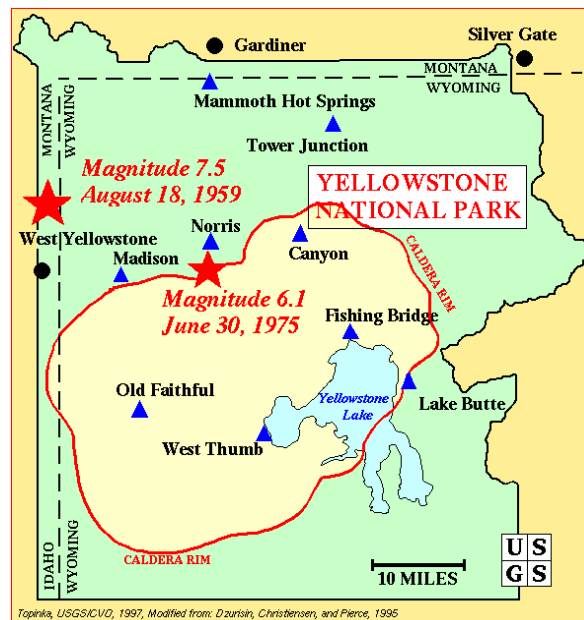 Gardiner
Silver Gate
MONTANA
WYOMING
Mammoth Hot Springs
Tower Junction
MONTANA
WYOMING
Magnitude 7.5
August 18, 1959
YELLOWSTONE
NATIONAL PARK
Norris
West Yellowstone
Madison
Canyon
CALDERA RIM
Magnitude 6.1
June 30, 1975
Fishing Bridge
Old Faithful
Yellowstone
Lake
Lake Butte
West Thumb
IDAHO
WYOMING
CALDERA RIM
10 MILES
U S
G S
Topinka, USGS/CVO, 1997, Modified from: Dzurisin, Christiensen, and Pierce, 1995